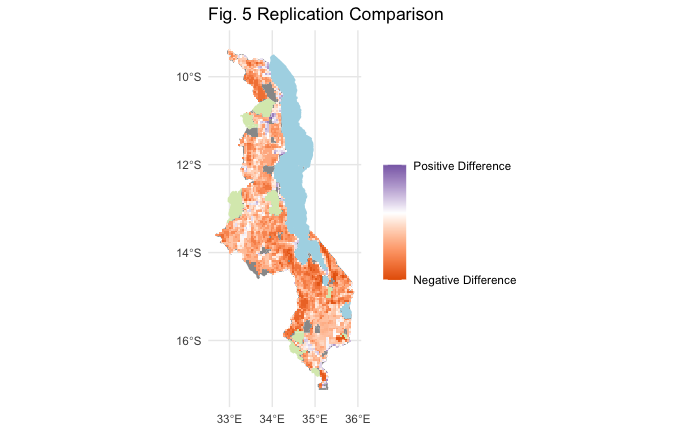 Fig. 5 Replication Comparison
10°S
12°S
14°S
16°S
33°E 34°E 35°E 36°E
Positive Difference
Negative Difference